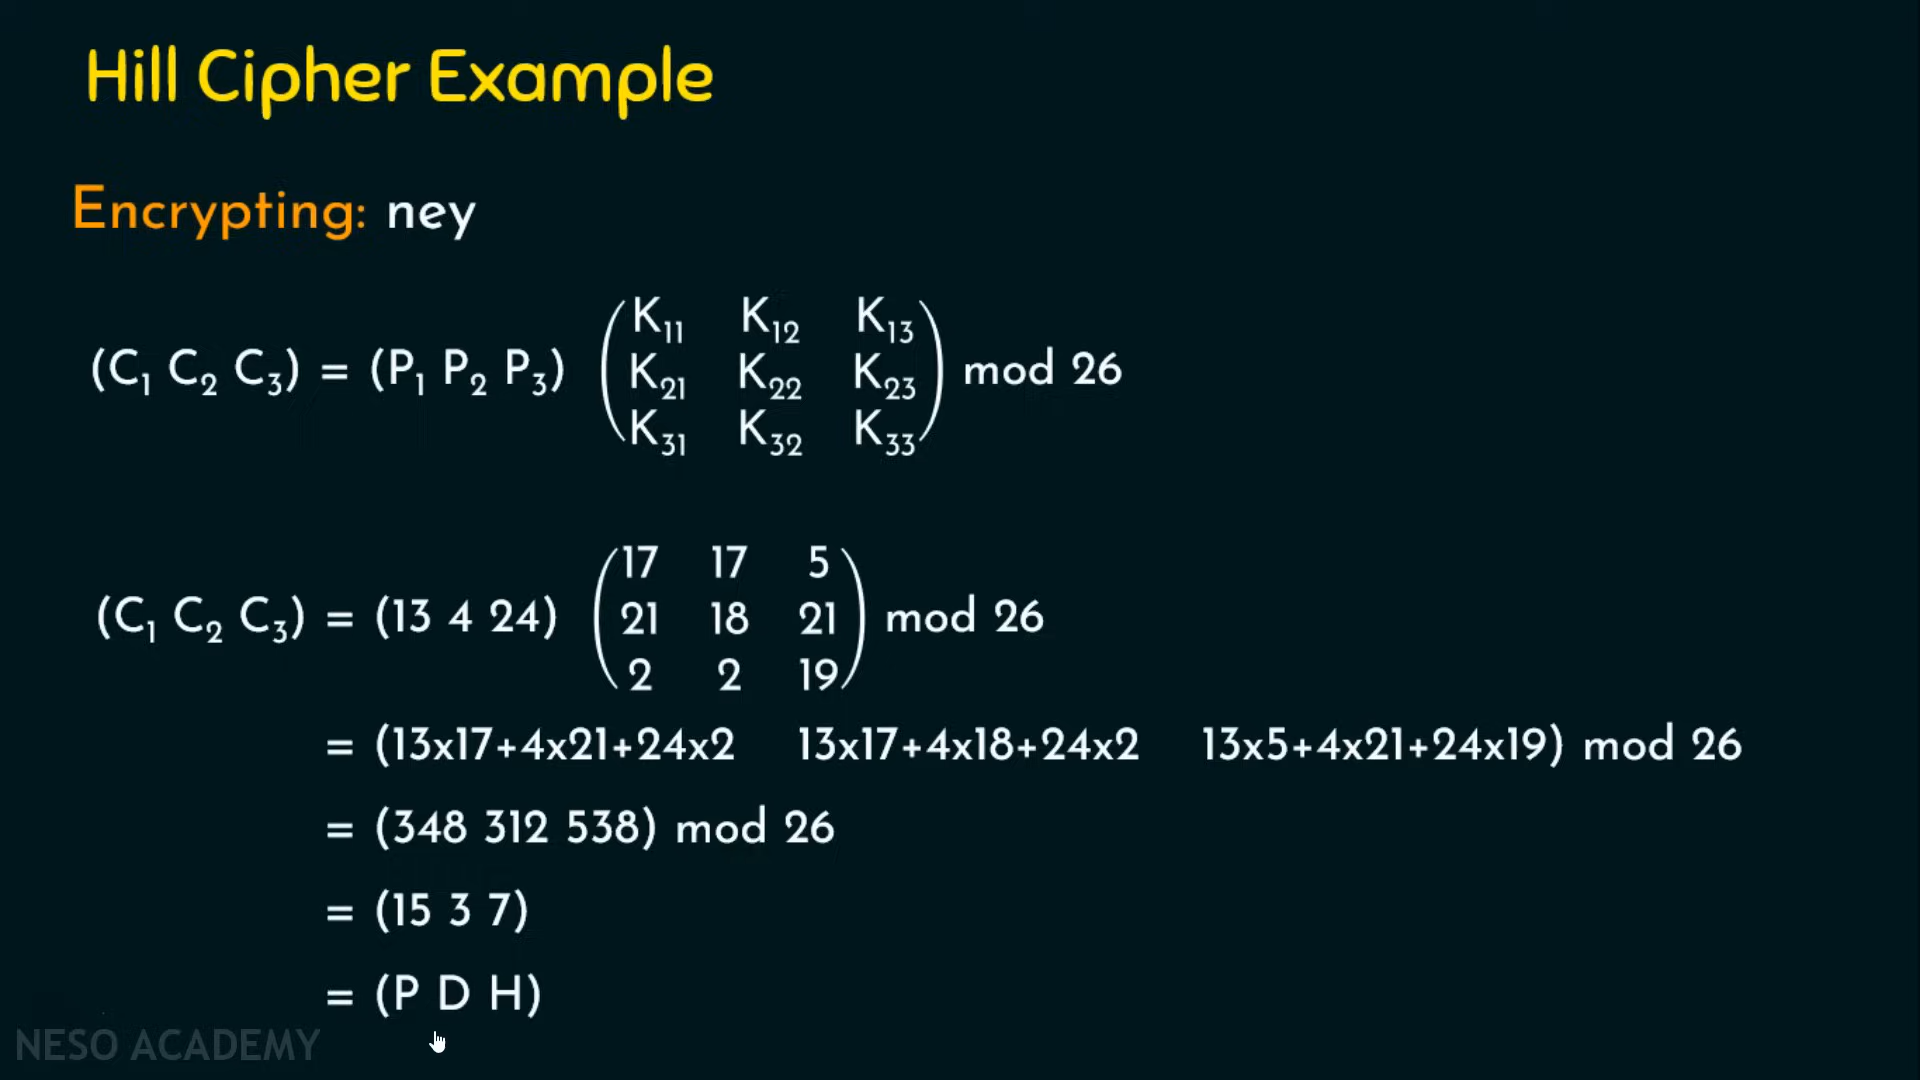 Hill Cipher Example
Encrypting: ney
(C₁ C₂ C₃) = (P₁ P₂ P₃) (K₁₁ K₁₂ K₁₃
K₂₁ K₂₂ K₂₃
K₃₁ K₃₂ K₃₃) mod 26
(C₁ C₂ C₃) = (13 4 24) (17 17 5
21 18 21
2 2 19) mod 26
= (13x17+4x21+24x2 13x17+4x18+24x2 13x5+4x21+24x19) mod 26
= (348 312 538) mod 26
= (15 3 7)
= (P D H)
NESO ACADEMY